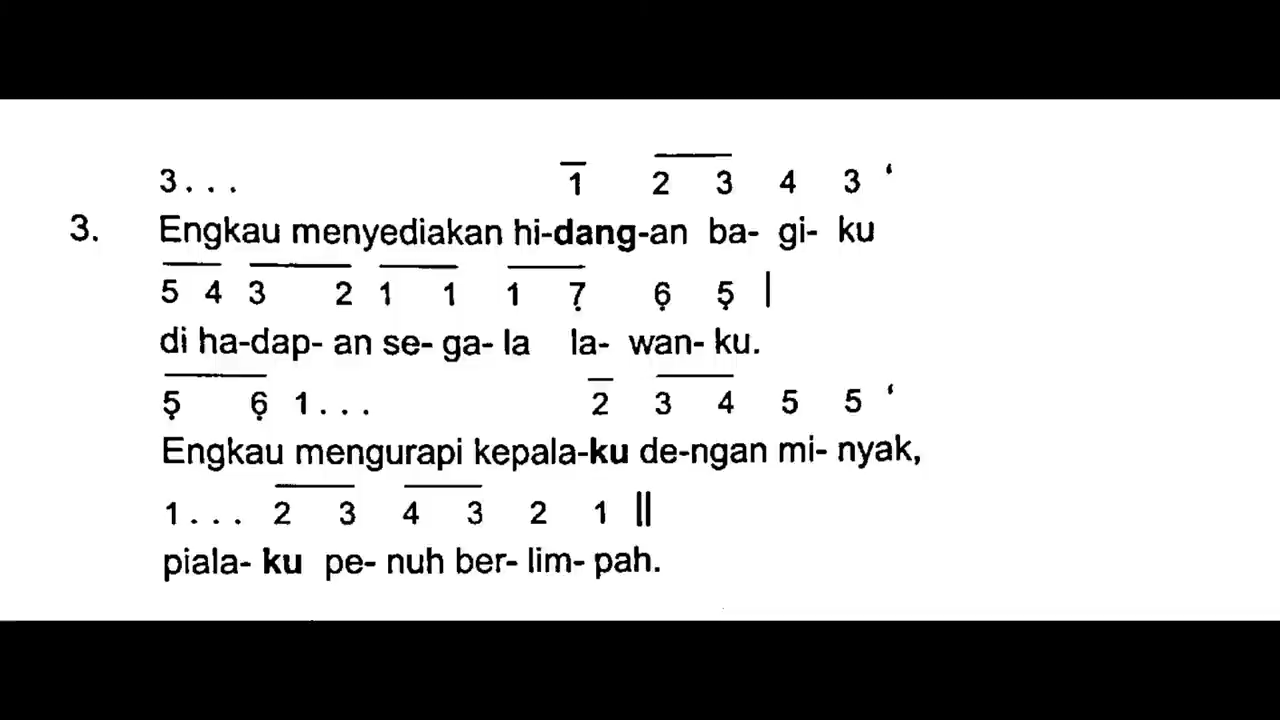 3... 1 2 3 4 3 ‘
3. Engkau menyediakan hi-dang-an ba- gi- ku
5 4 3 2 1 1 1 7̣ 6̣ 5̣ |
di ha-dap- an se- ga- la la- wan- ku.
5̣ 6̣ 1... 2 3 4 5 5 ‘
Engkau mengurapi kepala-ku de-ngan mi- nyak,
1... 2 3 4 3 2 1 ||
piala- ku pe- nuh ber- lim- pah.